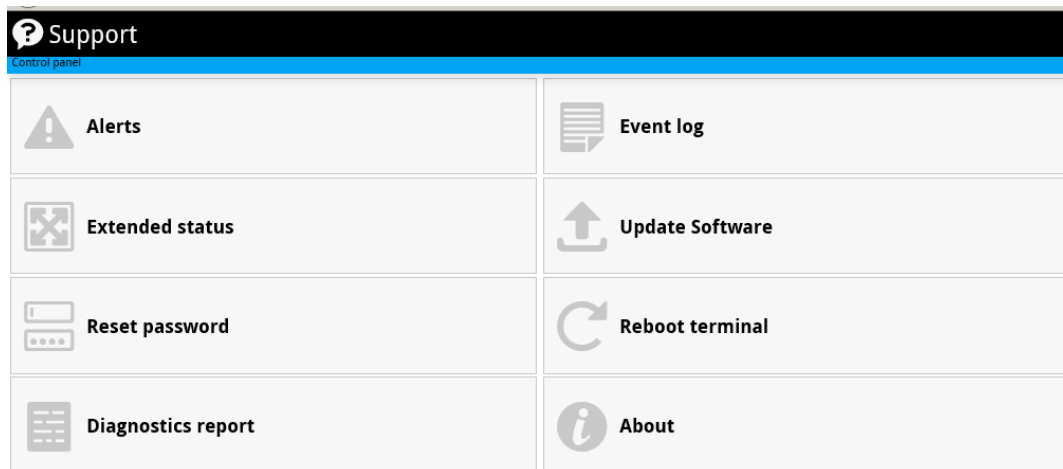 Support
Control panel
Alerts
Event log
Extended status
Update Software
Reset password
Reboot terminal
Diagnostics report
About